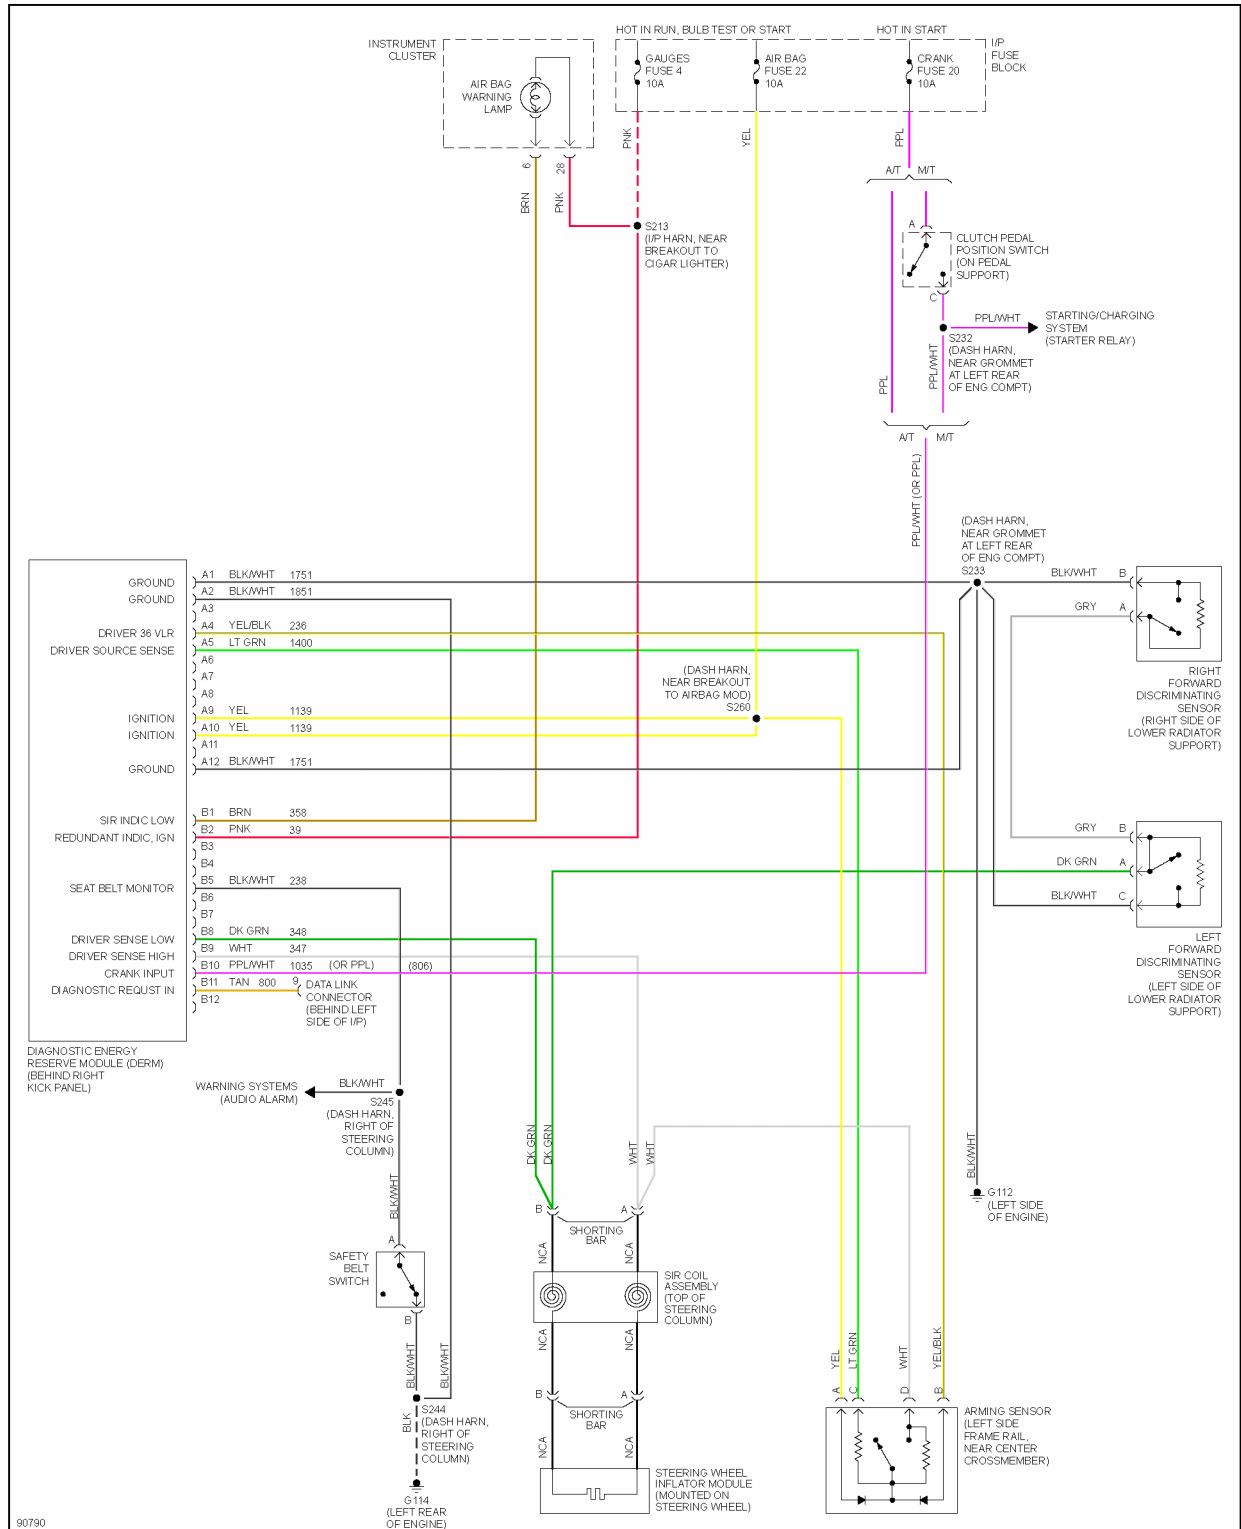 HOT IN RUN, BULB TEST OR START
HOT IN START
INSTRUMENT
CLUSTER
AIR BAG
WARNING
LAMP
GAUGES
FUSE 4
10A
AIR BAG
FUSE 22
10A
CRANK
FUSE 20
10A
I/P
FUSE
BLOCK
PNK
YEL
PPL
6
28
BRN
PNK
A/T
M/T
S213
(I/P HARN, NEAR
BREAKOUT TO
CIGAR LIGHTER)
A
CLUTCH PEDAL
POSITION SWITCH
(ON PEDAL
SUPPORT)
C
PPL/WHT
STARTING/CHARGING
SYSTEM
(STARTER RELAY)
S232
(DASH HARN,
NEAR GROMMET
AT LEFT REAR
OF ENG COMPT)
PPL
PPL/WHT
A/T
M/T
PPL/WHT (OR PPL)
(DASH HARN,
NEAR GROMMET
AT LEFT REAR
OF ENG COMPT)
S233
GROUND A1 BLK/WHT 1751
GROUND A2 BLK/WHT 1851
A3
DRIVER 36 VLR A4 YEL/BLK 236
DRIVER SOURCE SENSE A5 LT GRN 1400
A6
A7
A8
IGNITION A9 YEL 1139
IGNITION A10 YEL 1139
A11
GROUND A12 BLK/WHT 1751
SIR INDIC LOW B1 BRN 358
REDUNDANT INDIC, IGN B2 PNK 39
B3
B4
SEAT BELT MONITOR B5 BLK/WHT 238
B6
B7
DRIVER SENSE LOW B8 DK GRN 348
DRIVER SENSE HIGH B9 WHT 347
CRANK INPUT B10 PPL/WHT 1035 (OR PPL) (806)
DIAGNOSTIC REQUST IN B11 TAN 800 9
B12
DATA LINK
CONNECTOR
(BEHIND LEFT
SIDE OF I/P)
DIAGNOSTIC ENERGY
RESERVE MODULE (DERM)
(BEHIND RIGHT
KICK PANEL)
(DASH HARN,
NEAR BREAKOUT
TO AIRBAG MOD)
S260
BLK/WHT B
GRY A
RIGHT
FORWARD
DISCRIMINATING
SENSOR
(RIGHT SIDE OF
LOWER RADIATOR
SUPPORT)
GRY B
DK GRN A
BLK/WHT C
LEFT
FORWARD
DISCRIMINATING
SENSOR
(LEFT SIDE OF
LOWER RADIATOR
SUPPORT)
WARNING SYSTEMS
(AUDIO ALARM)
BLK/WHT
S245
(DASH HARN,
RIGHT OF
STEERING
COLUMN)
BLK/WHT
A
SAFETY
BELT
SWITCH
B
BLK/WHT
BLK/WHT
S244
(DASH HARN,
RIGHT OF
STEERING
COLUMN)
BLK
G114
(LEFT REAR
OF ENGINE)
DK GRN
DK GRN
WHT
WHT
B
A
SHORTING
BAR
NCA
NCA
SIR COIL
ASSEMBLY
(TOP OF
STEERING
COLUMN)
NCA
NCA
B
A
SHORTING
BAR
NCA
NCA
STEERING WHEEL
INFLATOR MODULE
(MOUNTED ON
STEERING WHEEL)
BLK/WHT
G112
(LEFT SIDE
OF ENGINE)
YEL
LT GRN
WHT
YEL/BLK
A
C
D
B
ARMING SENSOR
(LEFT SIDE
FRAME RAIL,
NEAR CENTER
CROSSMEMBER)
90790